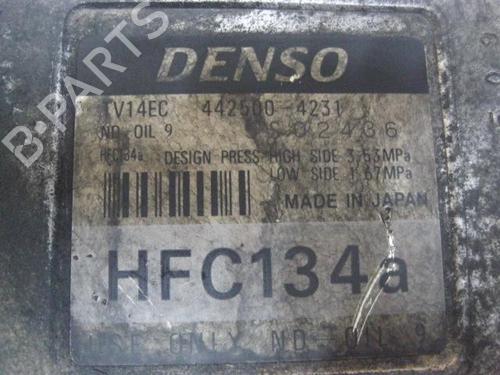 B-PARTS
DENSO
TV14EC 442500-4231
ND OIL 9 S02486
HFC134a DESIGN PRESS HIGH SIDE 3.53MPa
LOW SIDE 1.67MPa
MADE IN JAPAN
HFC134a
USE ONLY ND-OIL 9